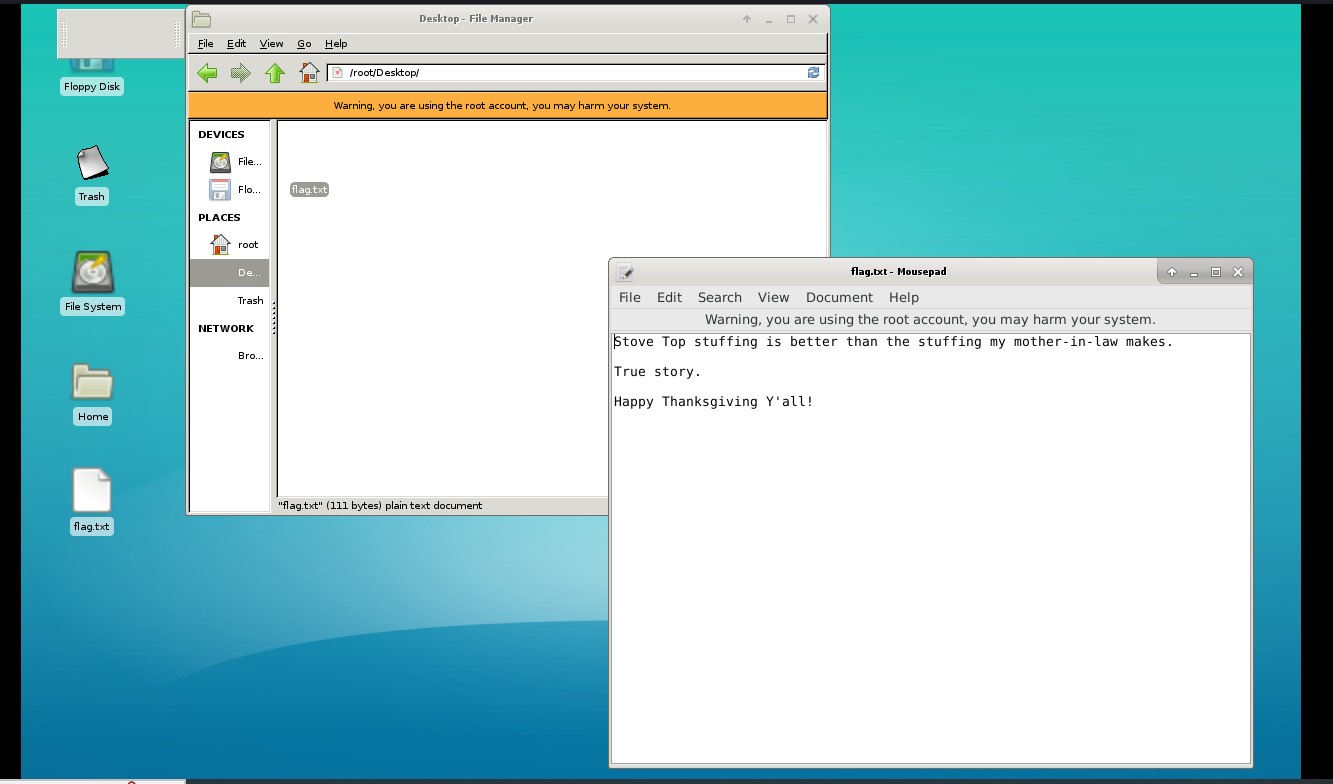 Floppy Disk
Trash
File System
Home
flag.txt
Desktop - File Manager
File Edit View Go Help
/root/Desktop/
Warning, you are using the root account, you may harm your system.
DEVICES
File...
Flo...
PLACES
root
De...
Trash
NETWORK
Bro...
flag.txt
"flag.txt" (111 bytes) plain text document
flag.txt - Mousepad
File Edit Search View Document Help
Warning, you are using the root account, you may harm your system.
Stove Top stuffing is better than the stuffing my mother-in-law makes.
True story.
Happy Thanksgiving Y'all!